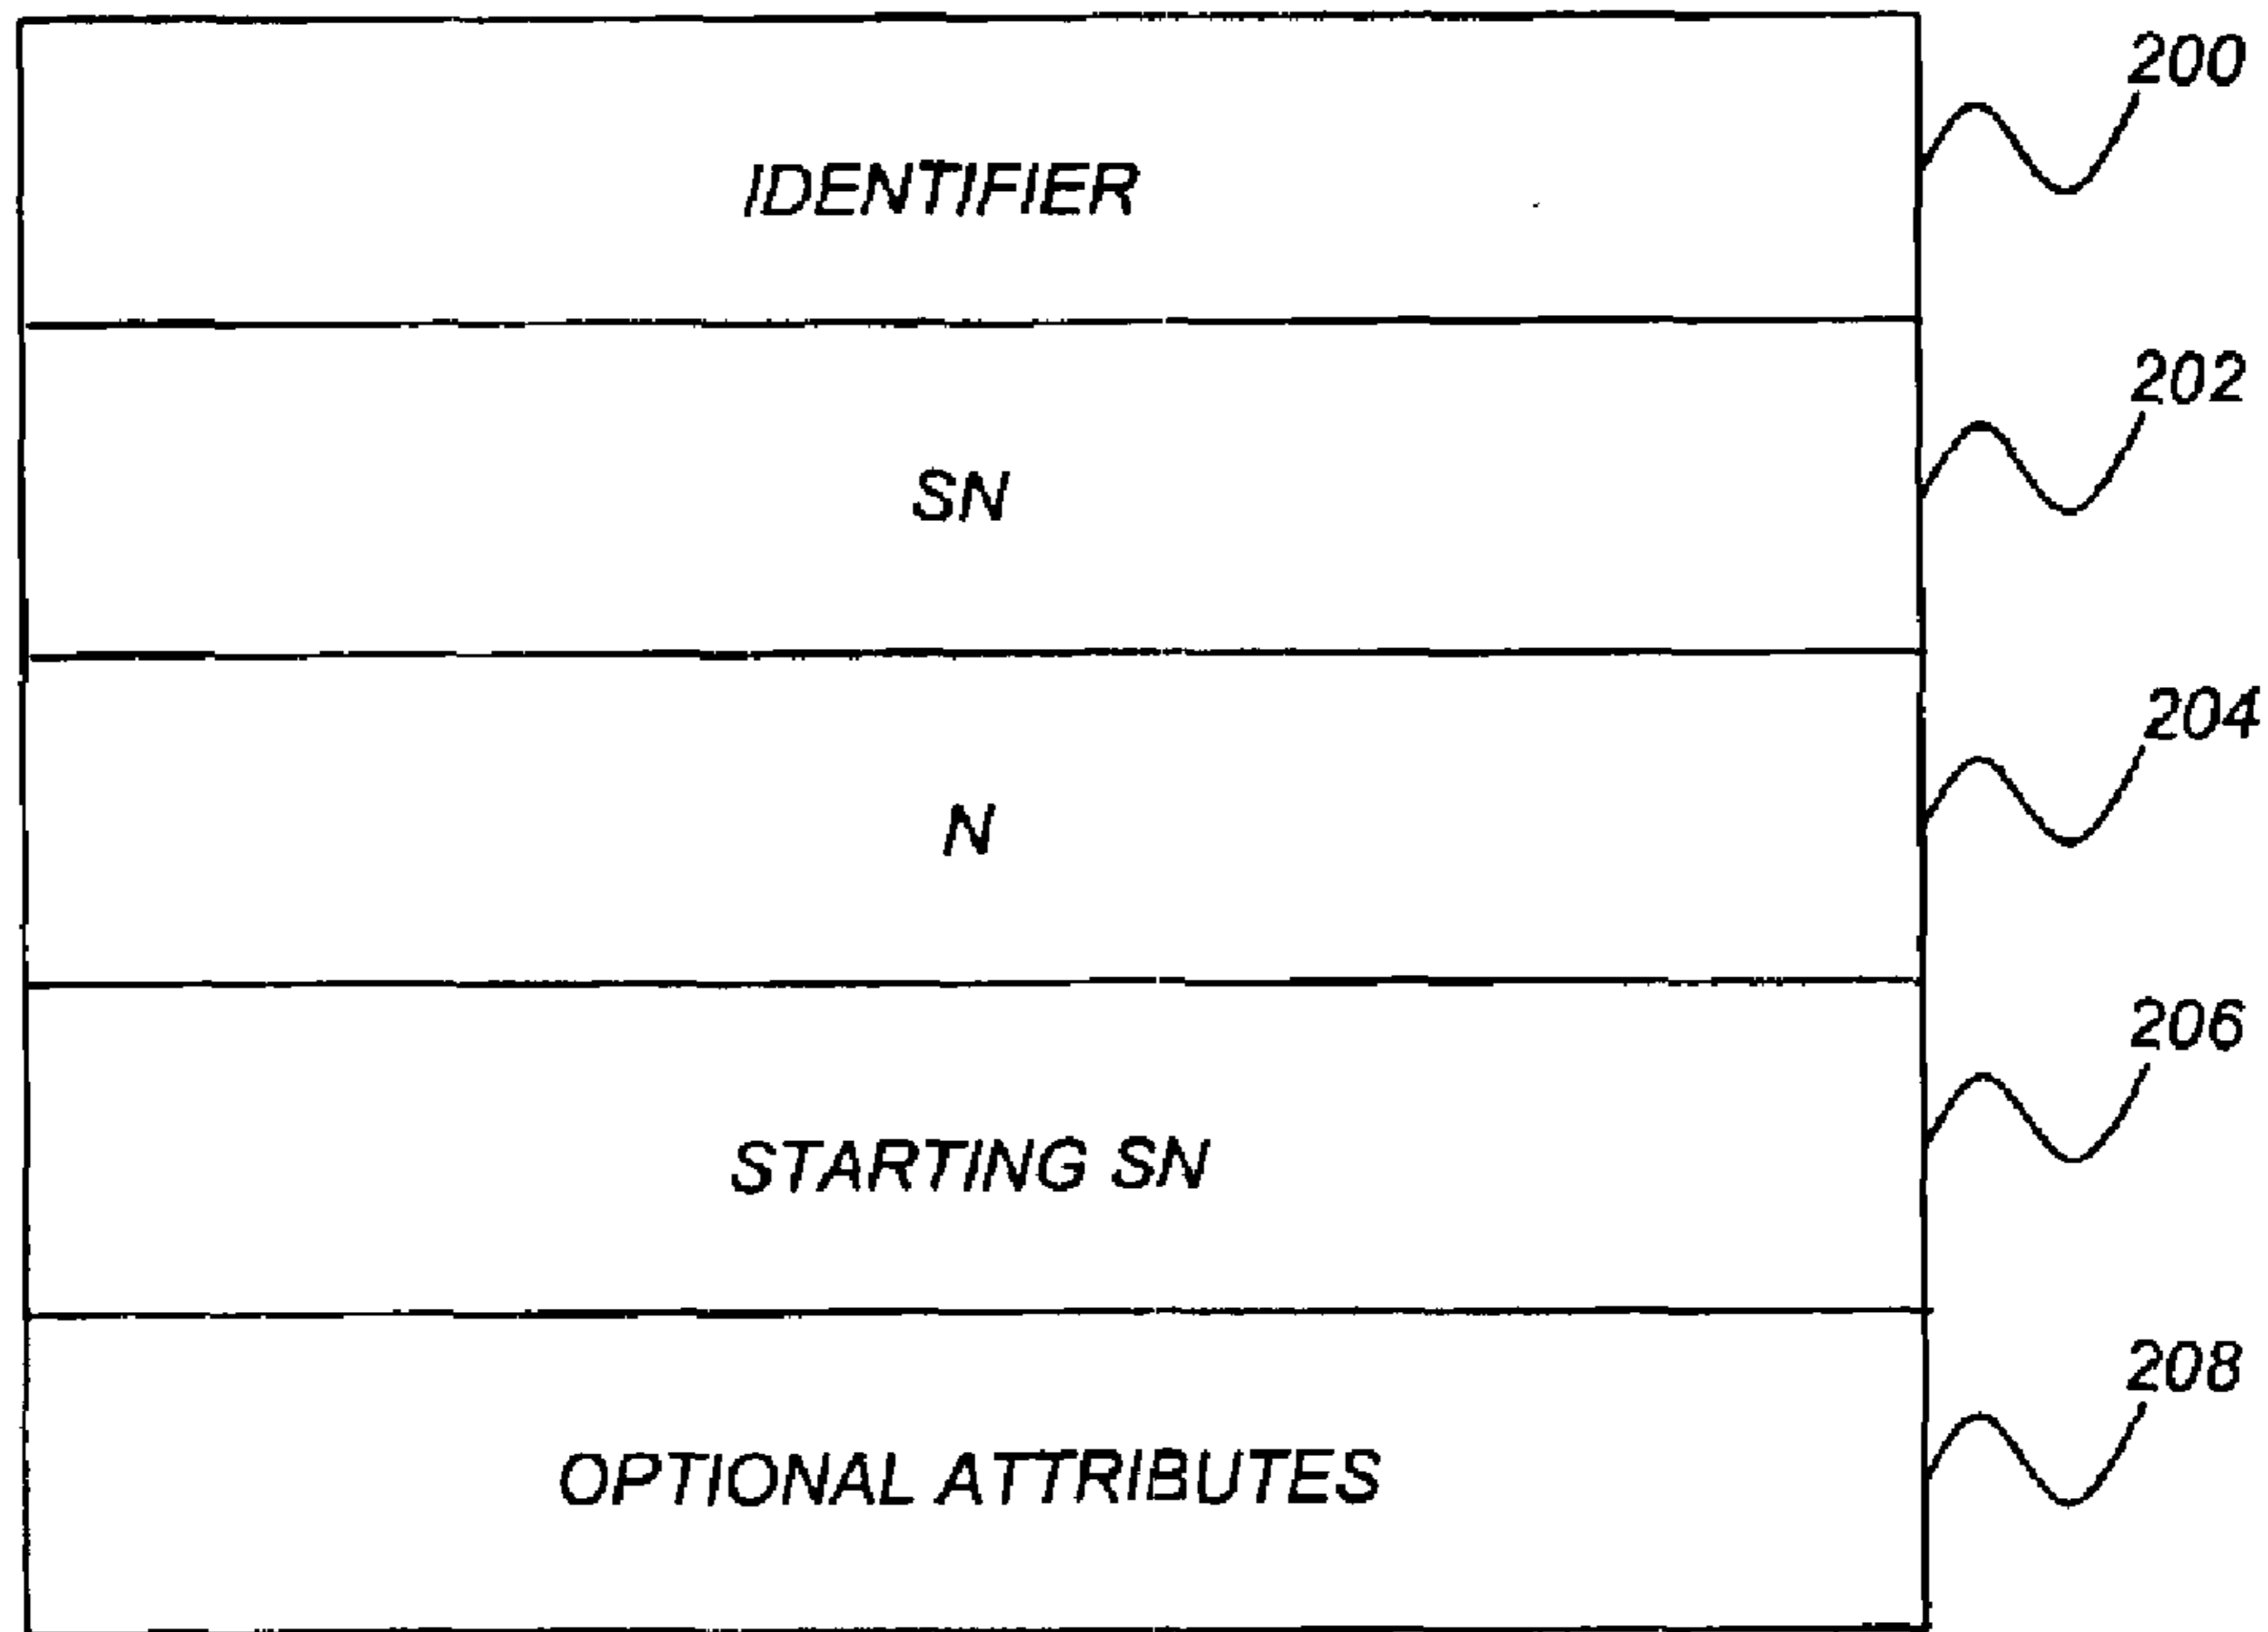 200
IDENTIFIER
202
SN
204
N
206
STARTING SN
208
OPTIONAL ATTRIBUTES